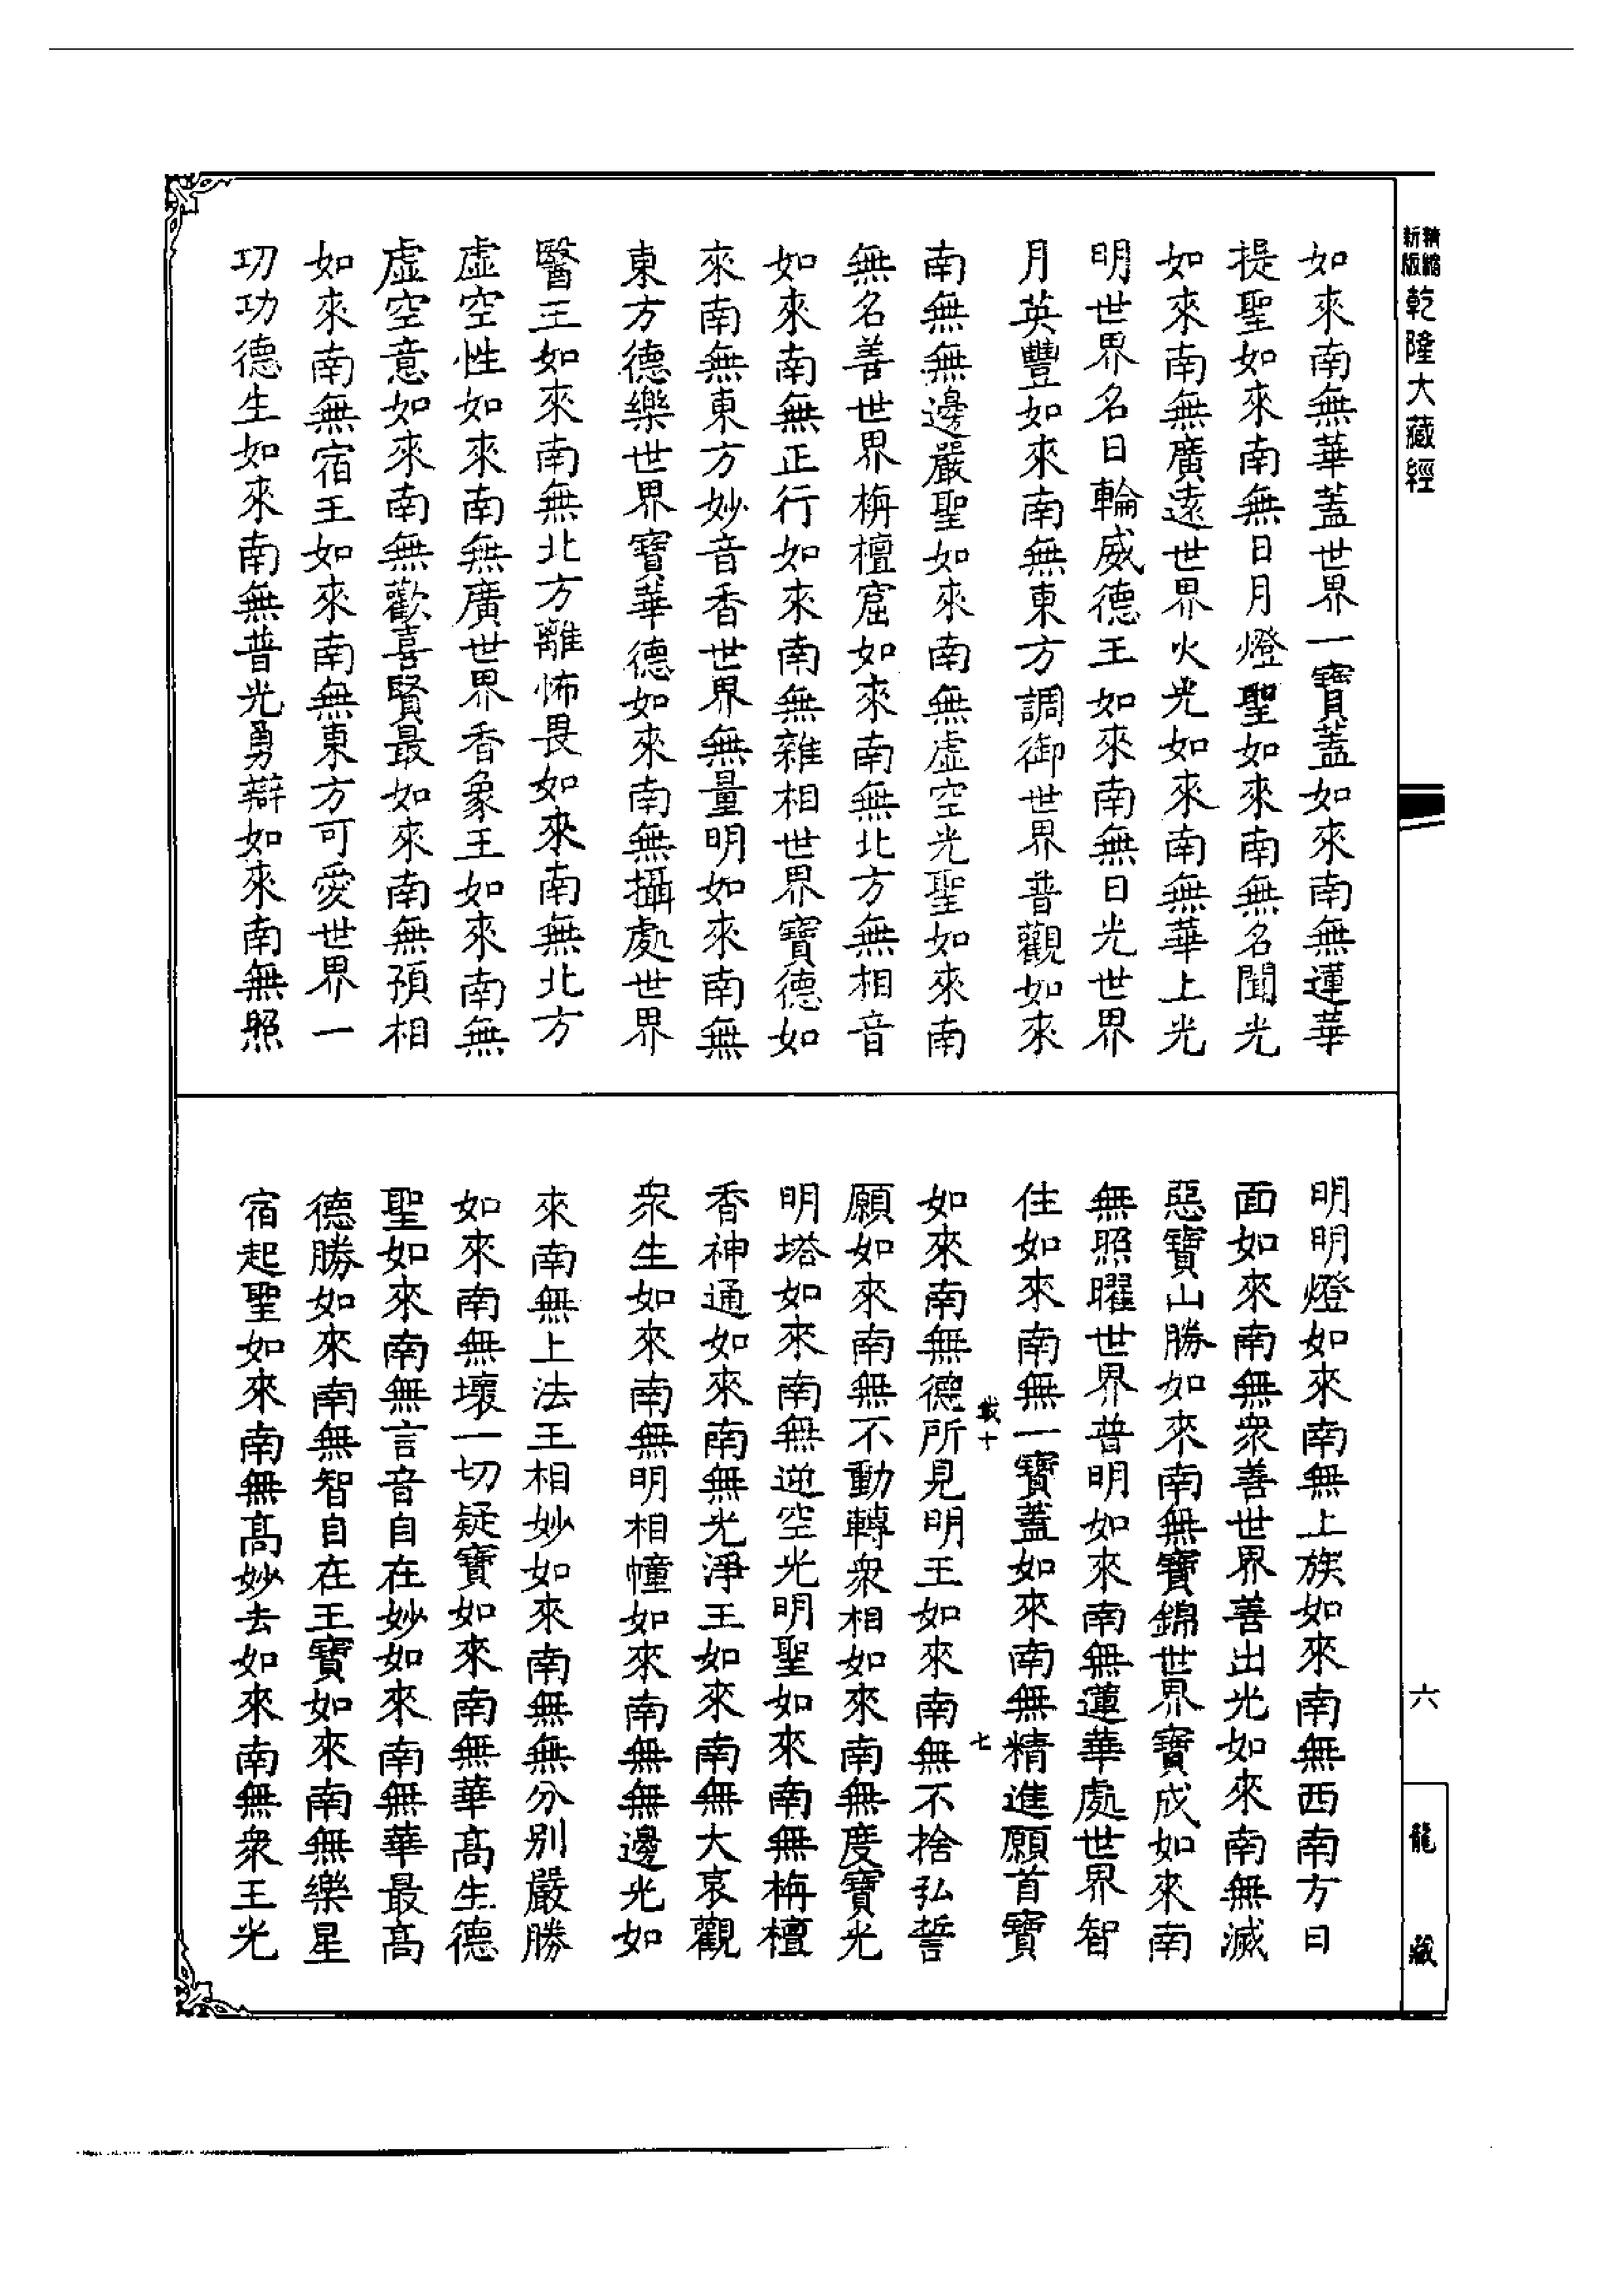 精縮新版乾隆大藏經
如來南無華蓋世界一寶蓋如來南無蓮華
提聖如來南無日月燈聖如來南無名聞光
如來南無廣遠世界火光如來南無華上光
明世界名日輪威德王如來南無日光世界
月英豐如來南無東方調御世界普觀如來
南無無邊嚴聖如來南無虛空光聖如來南
無名善世界栴檀窟如來南無北方無相音
如來南無正行如來南無雜相世界寶德如
來南無東方妙音香世界無量明如來南無
東方德樂世界寶華德如來南無攝處世界
醫王如來南無北方離怖畏如來南無北方
虛空性如來南無廣世界香象王如來南無
虛空意如來南無歡喜賢最如來南無預相
如來南無宿王如來南無東方可愛世界一
功功德生如來南無普光勇辯如來南無照
明明燈如來南無上族如來南無西南方日
面如來南無衆善世界善出光如來南無滅
惡寶山勝如來南無寶錦世界寶成如來南
無照曜世界普明如來南無蓮華處世界智
住如來南無一寶蓋如來南無精進願首寶
載十 七
如來南無德所見明王如來南無不捨弘誓
願如來南無不動轉衆相如來南無度寶光
明塔如來南無逆空光明聖如來南無栴檀
香神通如來南無光淨王如來南無大哀觀
衆生如來南無明相幢如來南無無邊光如
來南無上法王相妙如來南無無分别嚴勝
如來南無壞一切疑寶如來南無華高生德
聖如來南無言音自在妙如來南無華最高
德勝如來南無智自在王寶如來南無樂星
宿起聖如來南無高妙去如來南無衆王光
六
龍藏